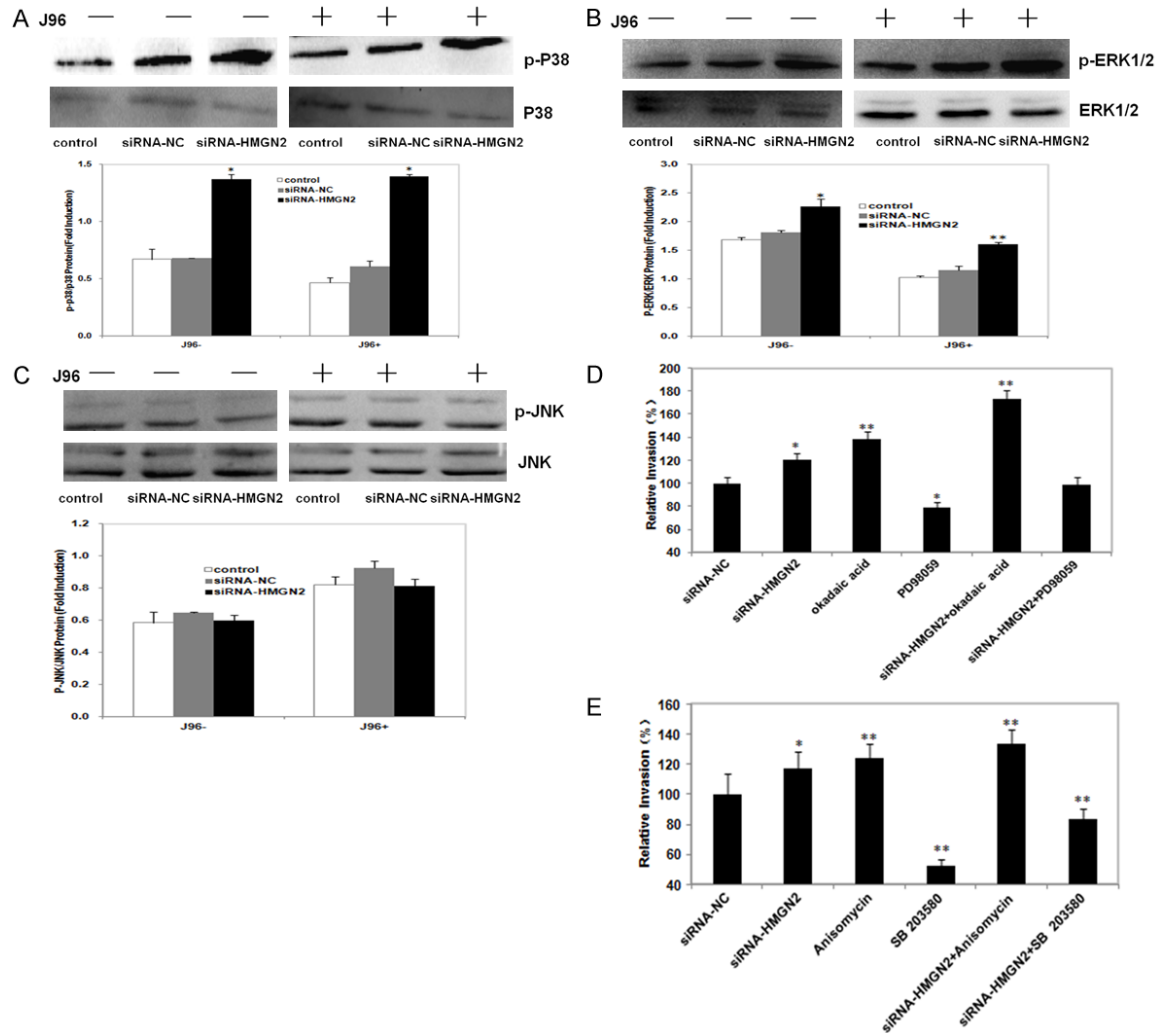 A
J96 — — — + + +
p-P38
P38
control siRNA-NC siRNA-HMGN2 control siRNA-NC siRNA-HMGN2
p-p38/p38 Protein(Fold Induction)
1.5
1.0
0.5
0.0
control
siRNA-NC
siRNA-HMGN2
*
*
J96-
J96+
B
J96 — — — + + +
p-ERK1/2
ERK1/2
control siRNA-NC siRNA-HMGN2 control siRNA-NC siRNA-HMGN2
P-ERK/ERK Protein(Fold Induction)
3.0
2.5
2.0
1.5
1.0
0.5
0.0
control
siRNA-NC
siRNA-HMGN2
*
**
J96-
J96+
C
J96 — — — + + +
p-JNK
JNK
control siRNA-NC siRNA-HMGN2 control siRNA-NC siRNA-HMGN2
P-JNK/JNK Protein(Fold Induction)
1.2
1.0
0.8
0.6
0.4
0.2
0.0
control
siRNA-NC
siRNA-HMGN2
J96-
J96+
D
Relative Invasion (%)
200
180
160
140
120
100
80
60
40
*
**
*
**
siRNA-NC
siRNA-HMGN2
okadaic acid
PD98059
siRNA-HMGN2+okadaic acid
siRNA-HMGN2+PD98059
E
Relative Invasion (%)
160
140
120
100
80
60
40
*
**
**
**
**
siRNA-NC
siRNA-HMGN2
Anisomycin
SB 203580
siRNA-HMGN2+Anisomycin
siRNA-HMGN2+SB 203580